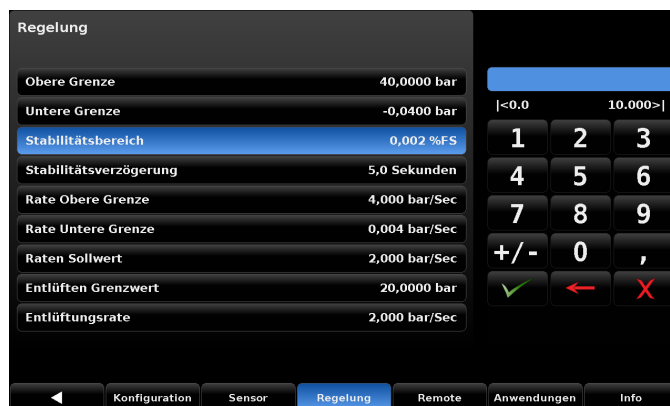 Regelung
Obere Grenze 40,0000 bar
Untere Grenze -0,0400 bar
Stabilitätsbereich 0,002 %FS
Stabilitätsverzögerung 5,0 Sekunden
Rate Obere Grenze 4,000 bar/Sec
Rate Untere Grenze 0,004 bar/Sec
Raten Sollwert 2,000 bar/Sec
Entlüften Grenzwert 20,0000 bar
Entlüftungsrate 2,000 bar/Sec
|<0.0 10.000>|
1 2 3
4 5 6
7 8 9
+/- 0 ,
X
Konfiguration Sensor Regelung Remote Anwendungen Info